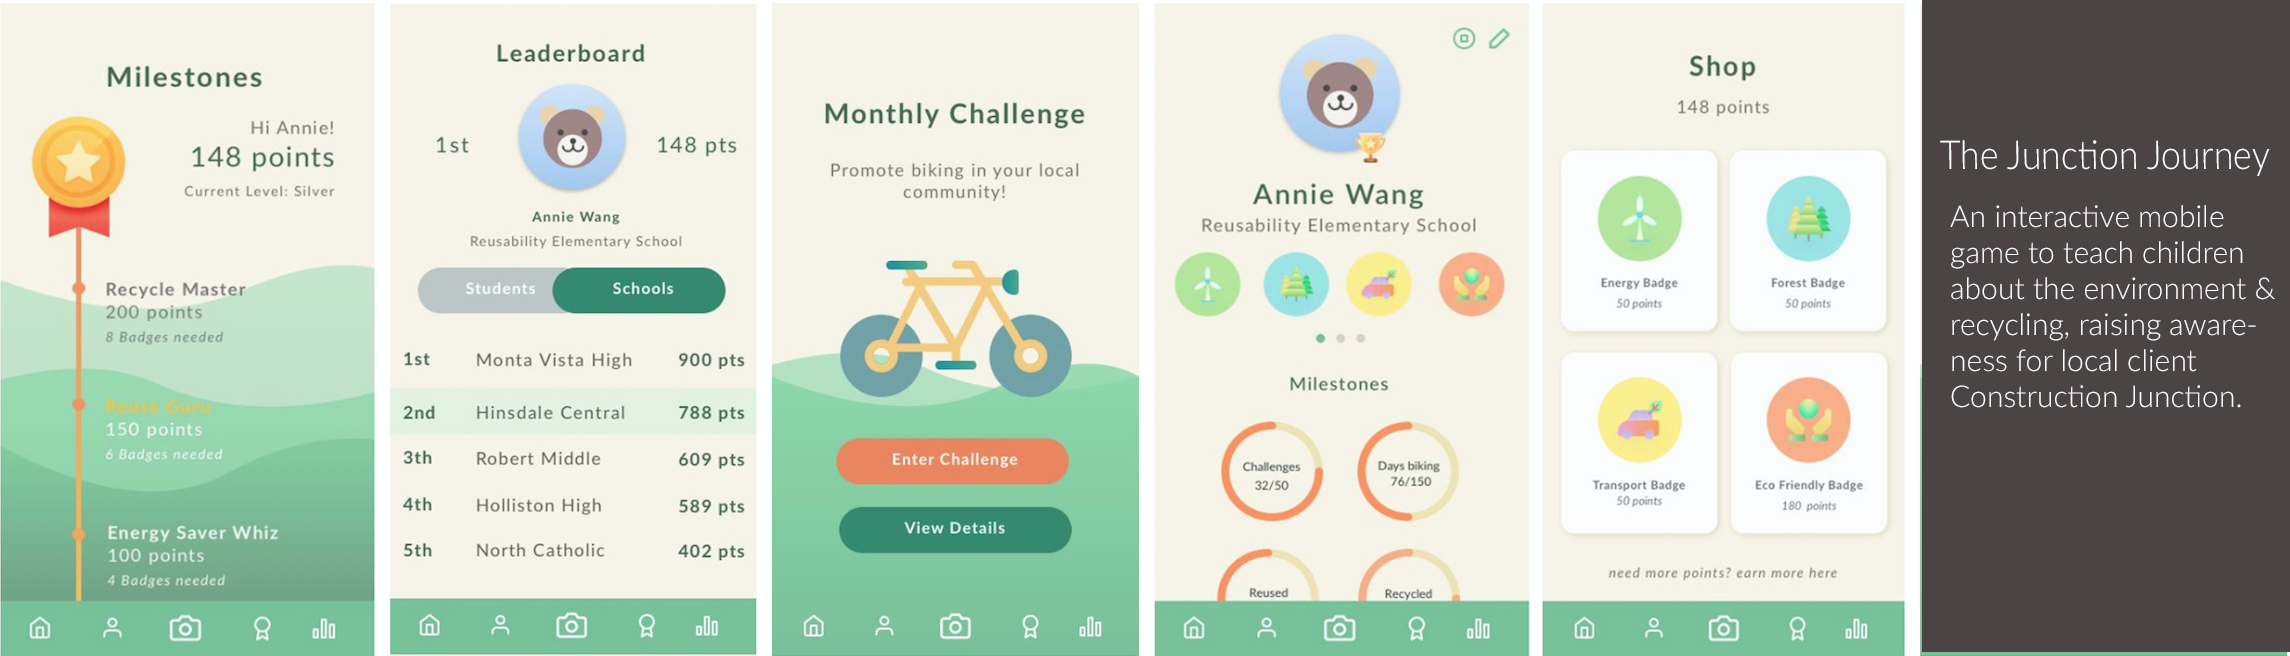 Milestones
Hi Annie!
148 points
Current Level: Silver
Recycle Master
200 points
8 Badges needed
Reuse Guru
150 points
6 Badges needed
Energy Saver Whiz
100 points
4 Badges needed
Leaderboard
1st
148 pts
Annie Wang
Reusability Elementary School
Students Schools
1st Monta Vista High 900 pts
2nd Hinsdale Central 788 pts
3th Robert Middle 609 pts
4th Holliston High 589 pts
5th North Catholic 402 pts
Monthly Challenge
Promote biking in your local
community!
Enter Challenge
View Details
Annie Wang
Reusability Elementary School
Milestones
Challenges
32/50
Days biking
76/150
Reused
Recycled
Shop
148 points
Energy Badge
50 points
Forest Badge
50 points
Transport Badge
50 points
Eco Friendly Badge
180 points
need more points? earn more here
The Junction Journey
An interactive mobile
game to teach children
about the environment &
recycling, raising aware-
ness for local client
Construction Junction.